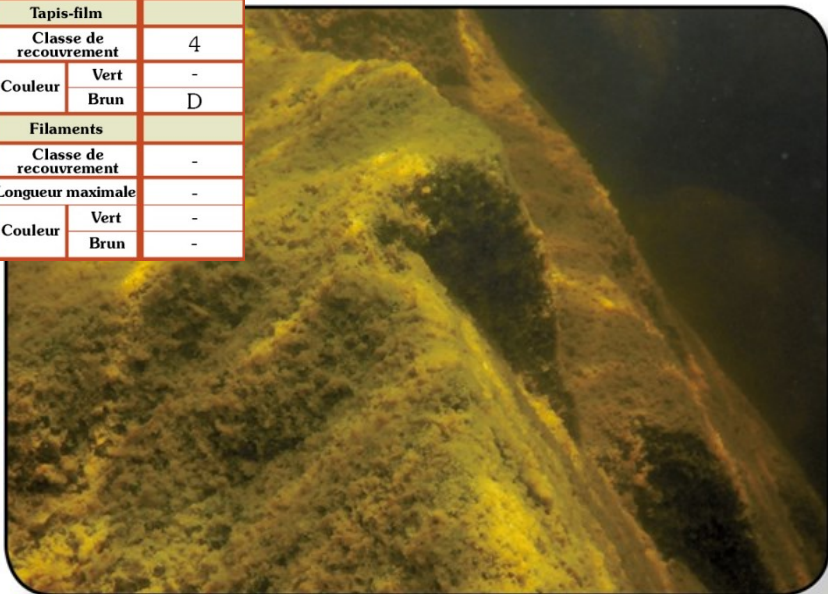 Tapis-film
Classe de
recouvrement
4
Couleur
Vert
-
Brun
D
Filaments
Classe de
recouvrement
-
Longueur maximale
-
Couleur
Vert
-
Brun
-